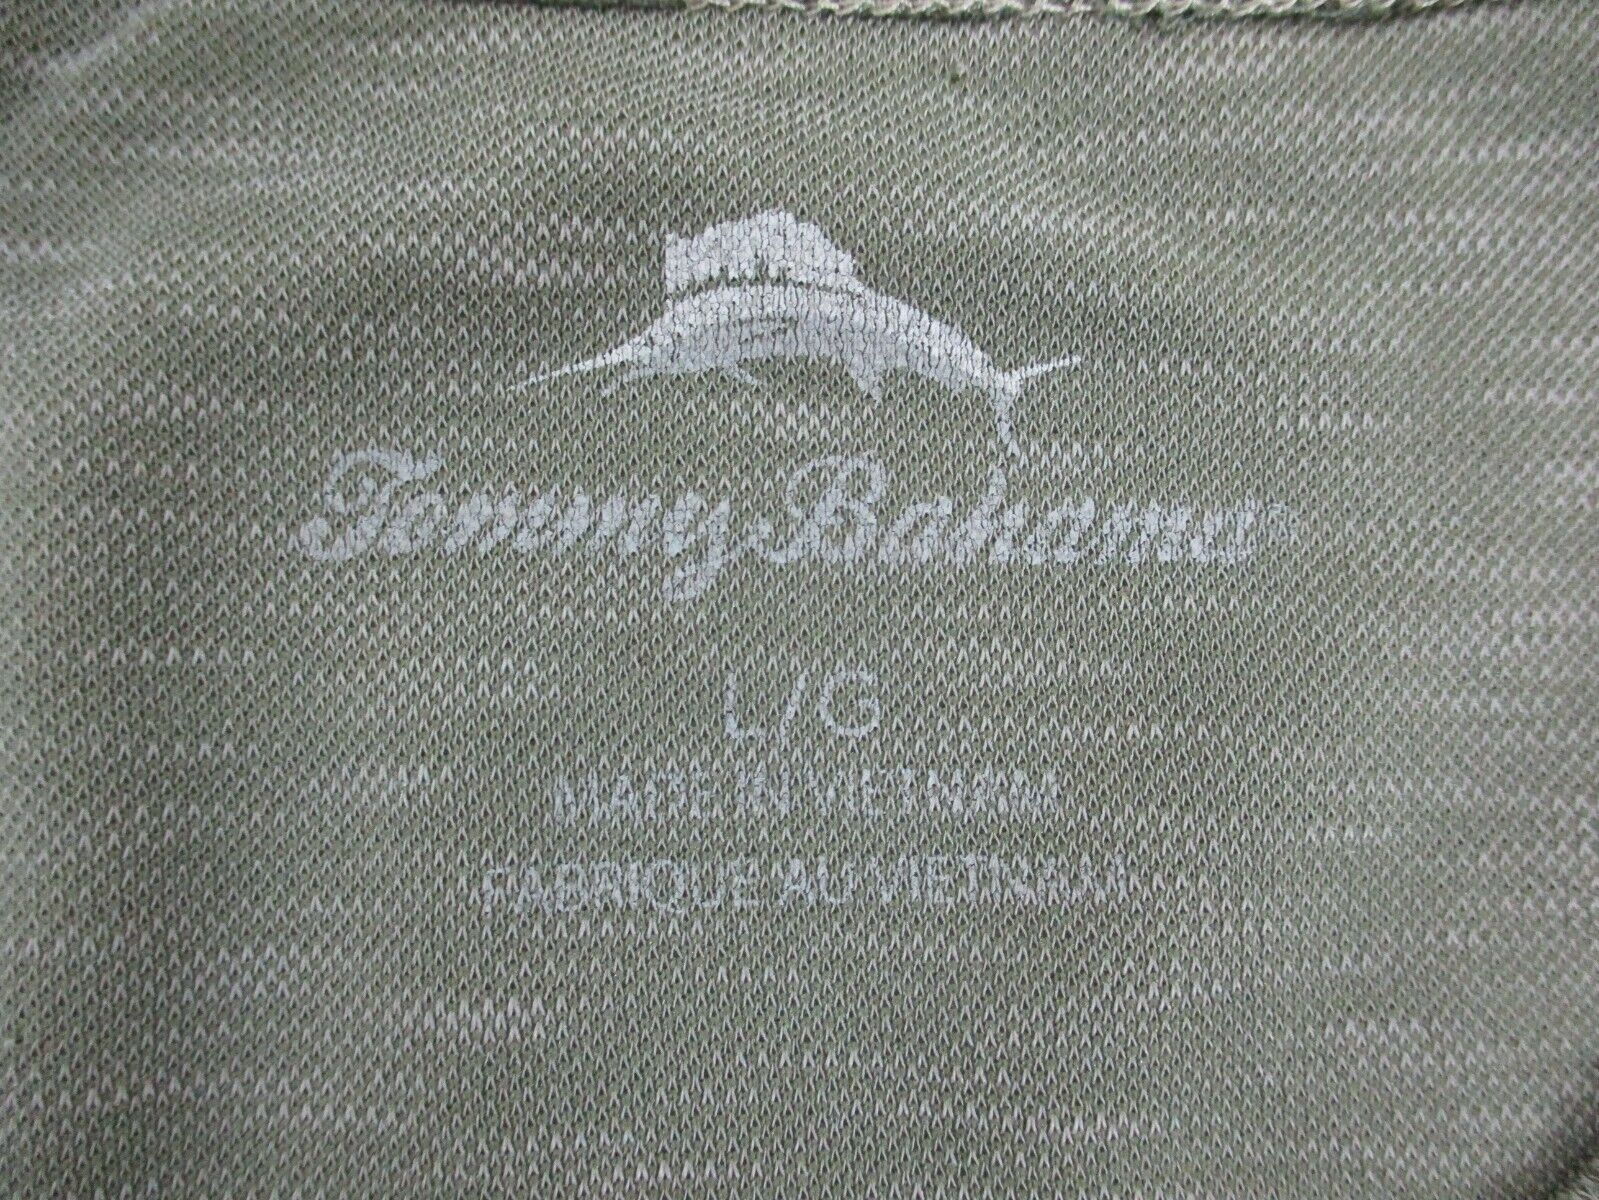 Tommy Bahama
L/G
MADE IN VIETNAM
FABRIQUE AU VIETNAM